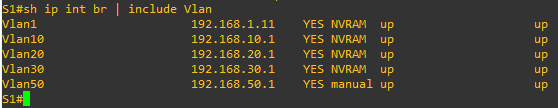 S1#sh ip int br | include Vlan
Vlan1 192.168.1.11 YES NVRAM up up
Vlan10 192.168.10.1 YES NVRAM up up
Vlan20 192.168.20.1 YES NVRAM up up
Vlan30 192.168.30.1 YES NVRAM up up
Vlan50 192.168.50.1 YES manual up up
S1#